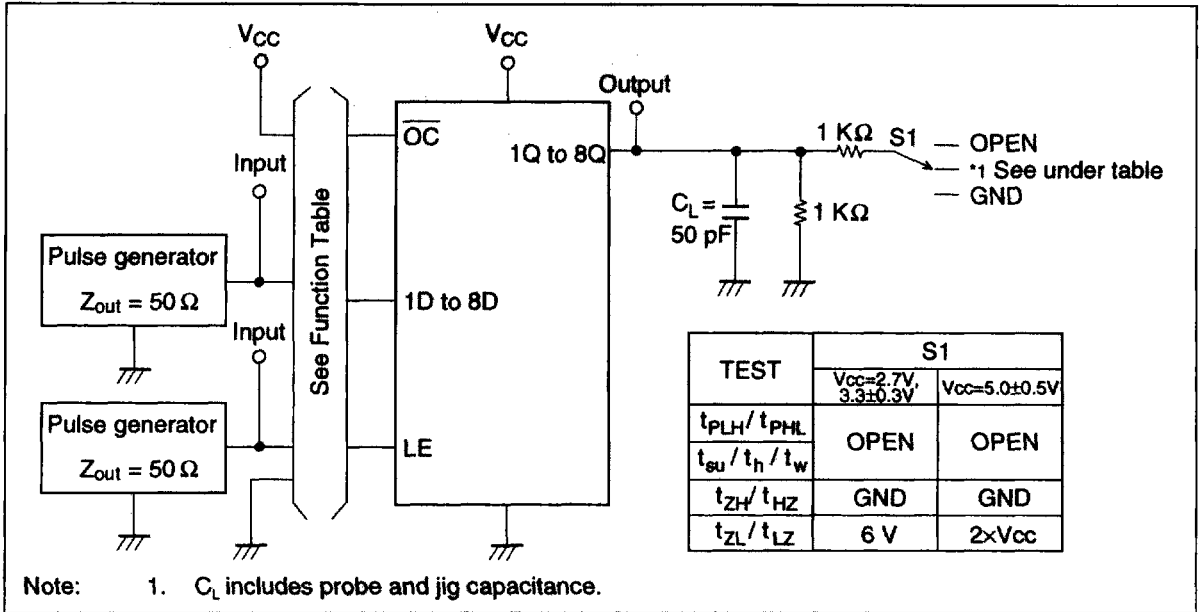 VCC
VCC
Output
OC
1Q to 8Q
1 KΩ
S1
OPEN
*1 See under table
GND
Input
CL =
50 pF
1 KΩ
Pulse generator
Zout = 50 Ω
See Function Table
1D to 8D
Input
Pulse generator
Zout = 50 Ω
LE
TEST
S1
Vcc=2.7V,
3.3±0.3V
Vcc=5.0±0.5V
tPLH / tPHL
OPEN
OPEN
tsu / th / tw
tZH / tHZ
GND
GND
tZL / tLZ
6 V
2×Vcc
Note: 1. CL includes probe and jig capacitance.